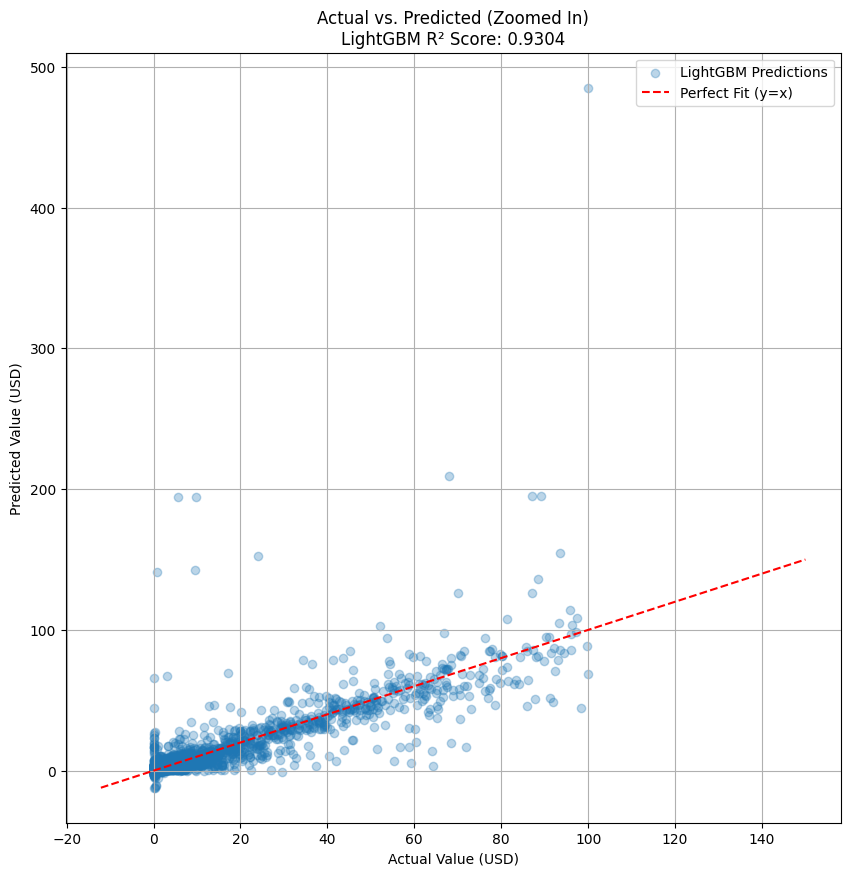 Actual vs. Predicted (Zoomed In)
LightGBM R² Score: 0.9304
LightGBM Predictions
Perfect Fit (y=x)
500
400
300
200
100
0
Predicted Value (USD)
−20 0 20 40 60 80 100 120 140
Actual Value (USD)